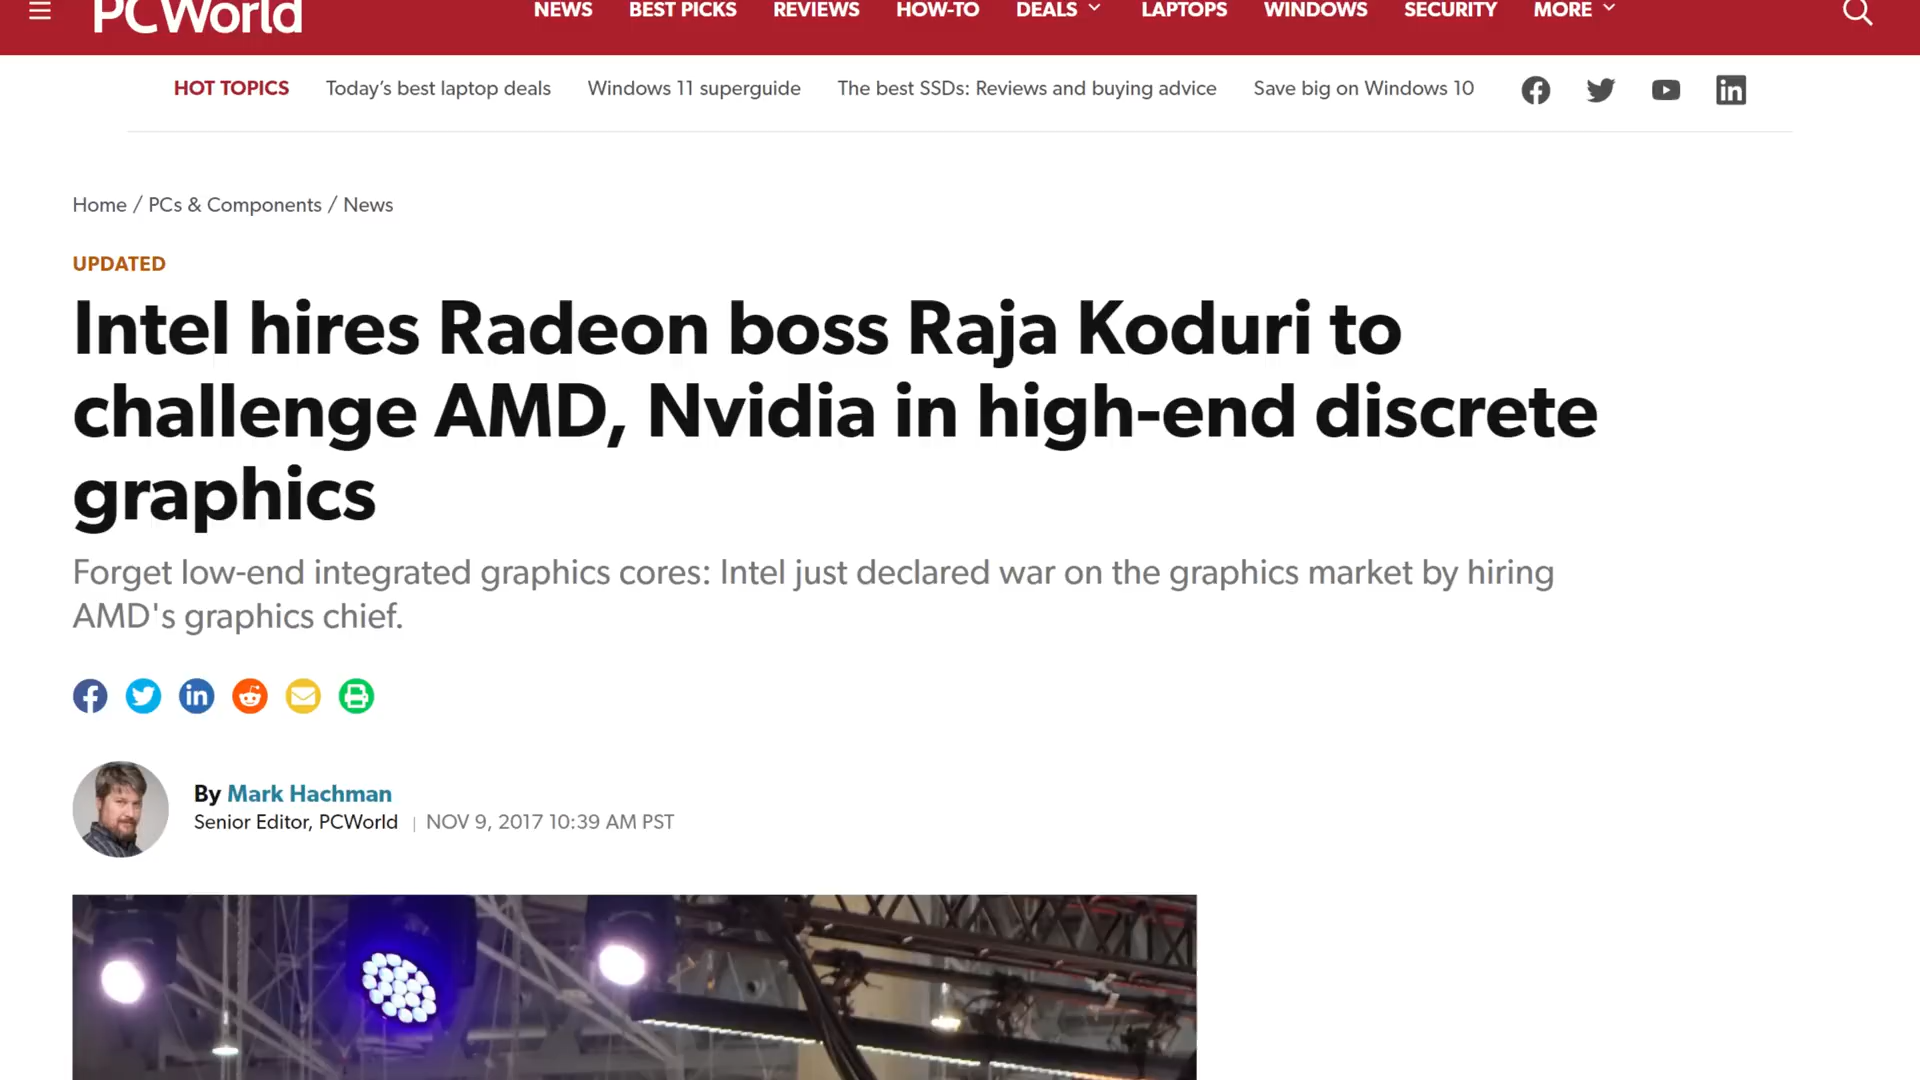 PCWorld
NEWS BEST PICKS REVIEWS HOW-TO DEALS LAPTOPS WINDOWS SECURITY MORE
HOT TOPICS Today’s best laptop deals Windows 11 superguide The best SSDs: Reviews and buying advice Save big on Windows 10
Home / PCs & Components / News
UPDATED
Intel hires Radeon boss Raja Koduri to
challenge AMD, Nvidia in high-end discrete
graphics
Forget low-end integrated graphics cores: Intel just declared war on the graphics market by hiring
AMD's graphics chief.
By Mark Hachman
Senior Editor, PCWorld | NOV 9, 2017 10:39 AM PST